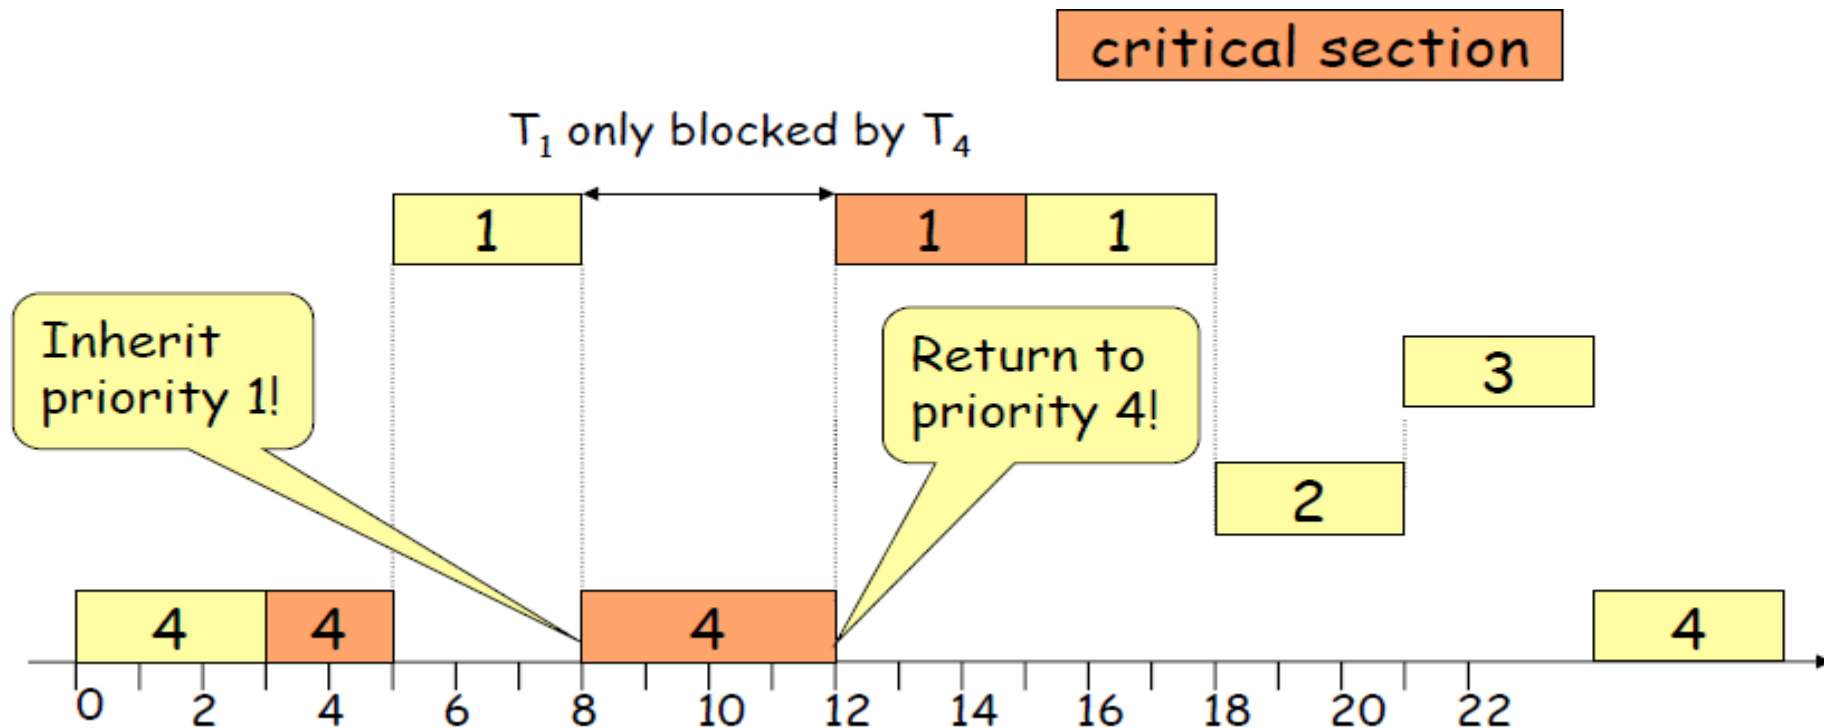 critical section
T1 only blocked by T4
1
1
1
Inherit
priority 1!
Return to
priority 4!
3
2
4
4
4
4
0 2 4 6 8 10 12 14 16 18 20 22